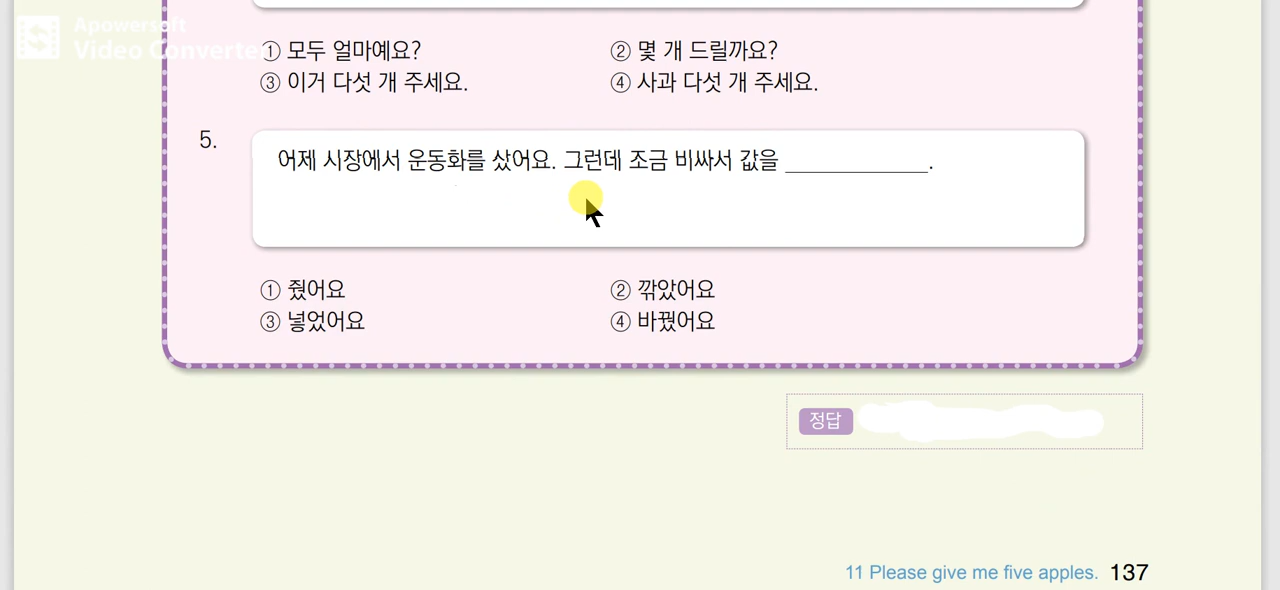 Apowersoft
Video Converter
① 모두 얼마예요? ② 몇 개 드릴까요?
③ 이거 다섯 개 주세요. ④ 사과 다섯 개 주세요.
5.
어제 시장에서 운동화를 샀어요. 그런데 조금 비싸서 값을 ____________.
① 줬어요 ② 깎았어요
③ 넣었어요 ④ 바꿨어요
정답
11 Please give me five apples. 137